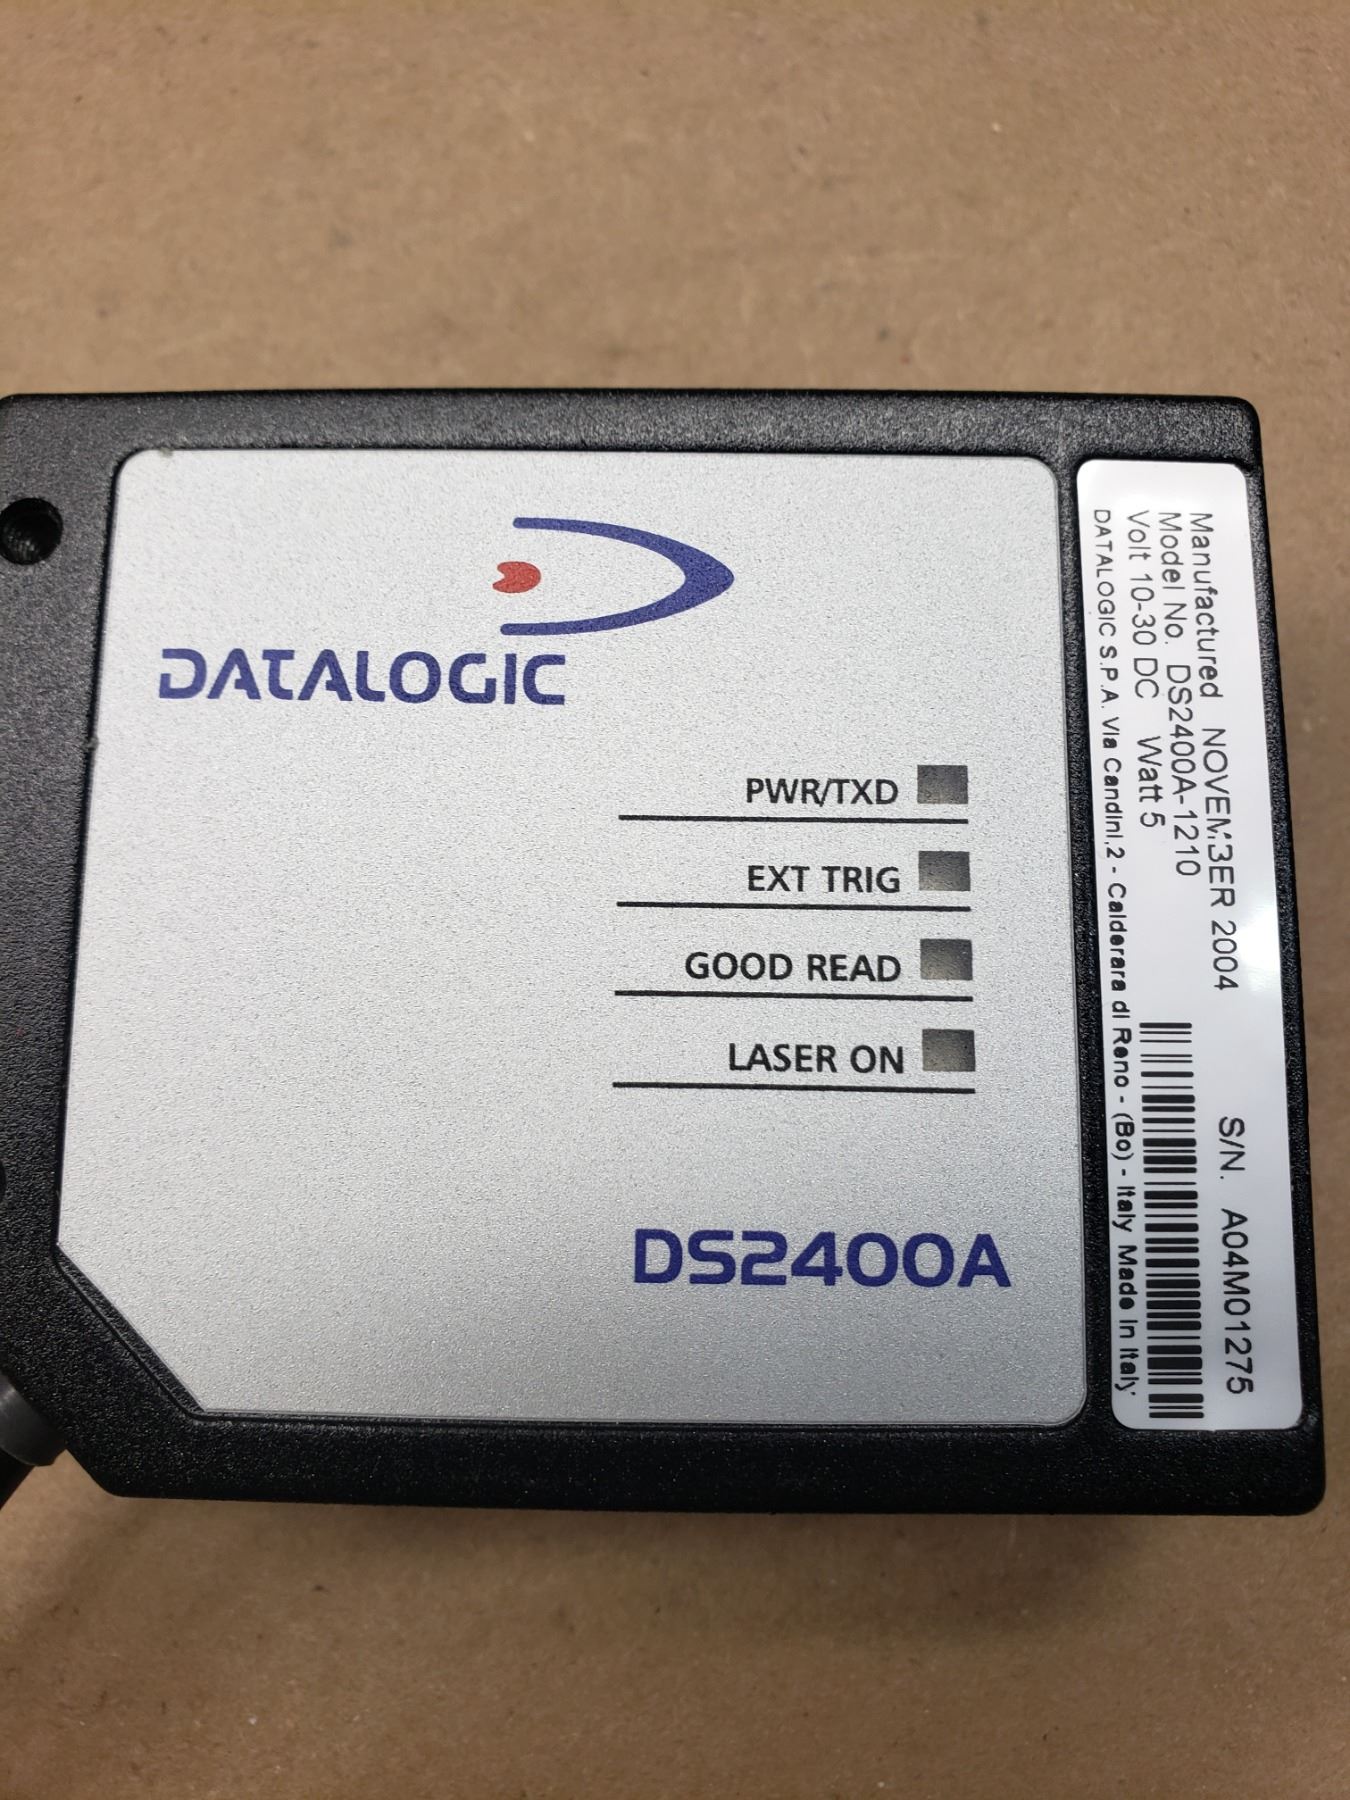 DATALOGIC
PWR/TXD
EXT TRIG
GOOD READ
LASER ON
DS2400A
Manufactured NOVEMBER 2004 S/N. A04M01275
Model No. DS2400A-1210
Volt 10-30 DC Watt 5
DATALOGIC S.P.A. Via Candini,2 - Calderara di Reno - (Bo) - Italy Made In Italy